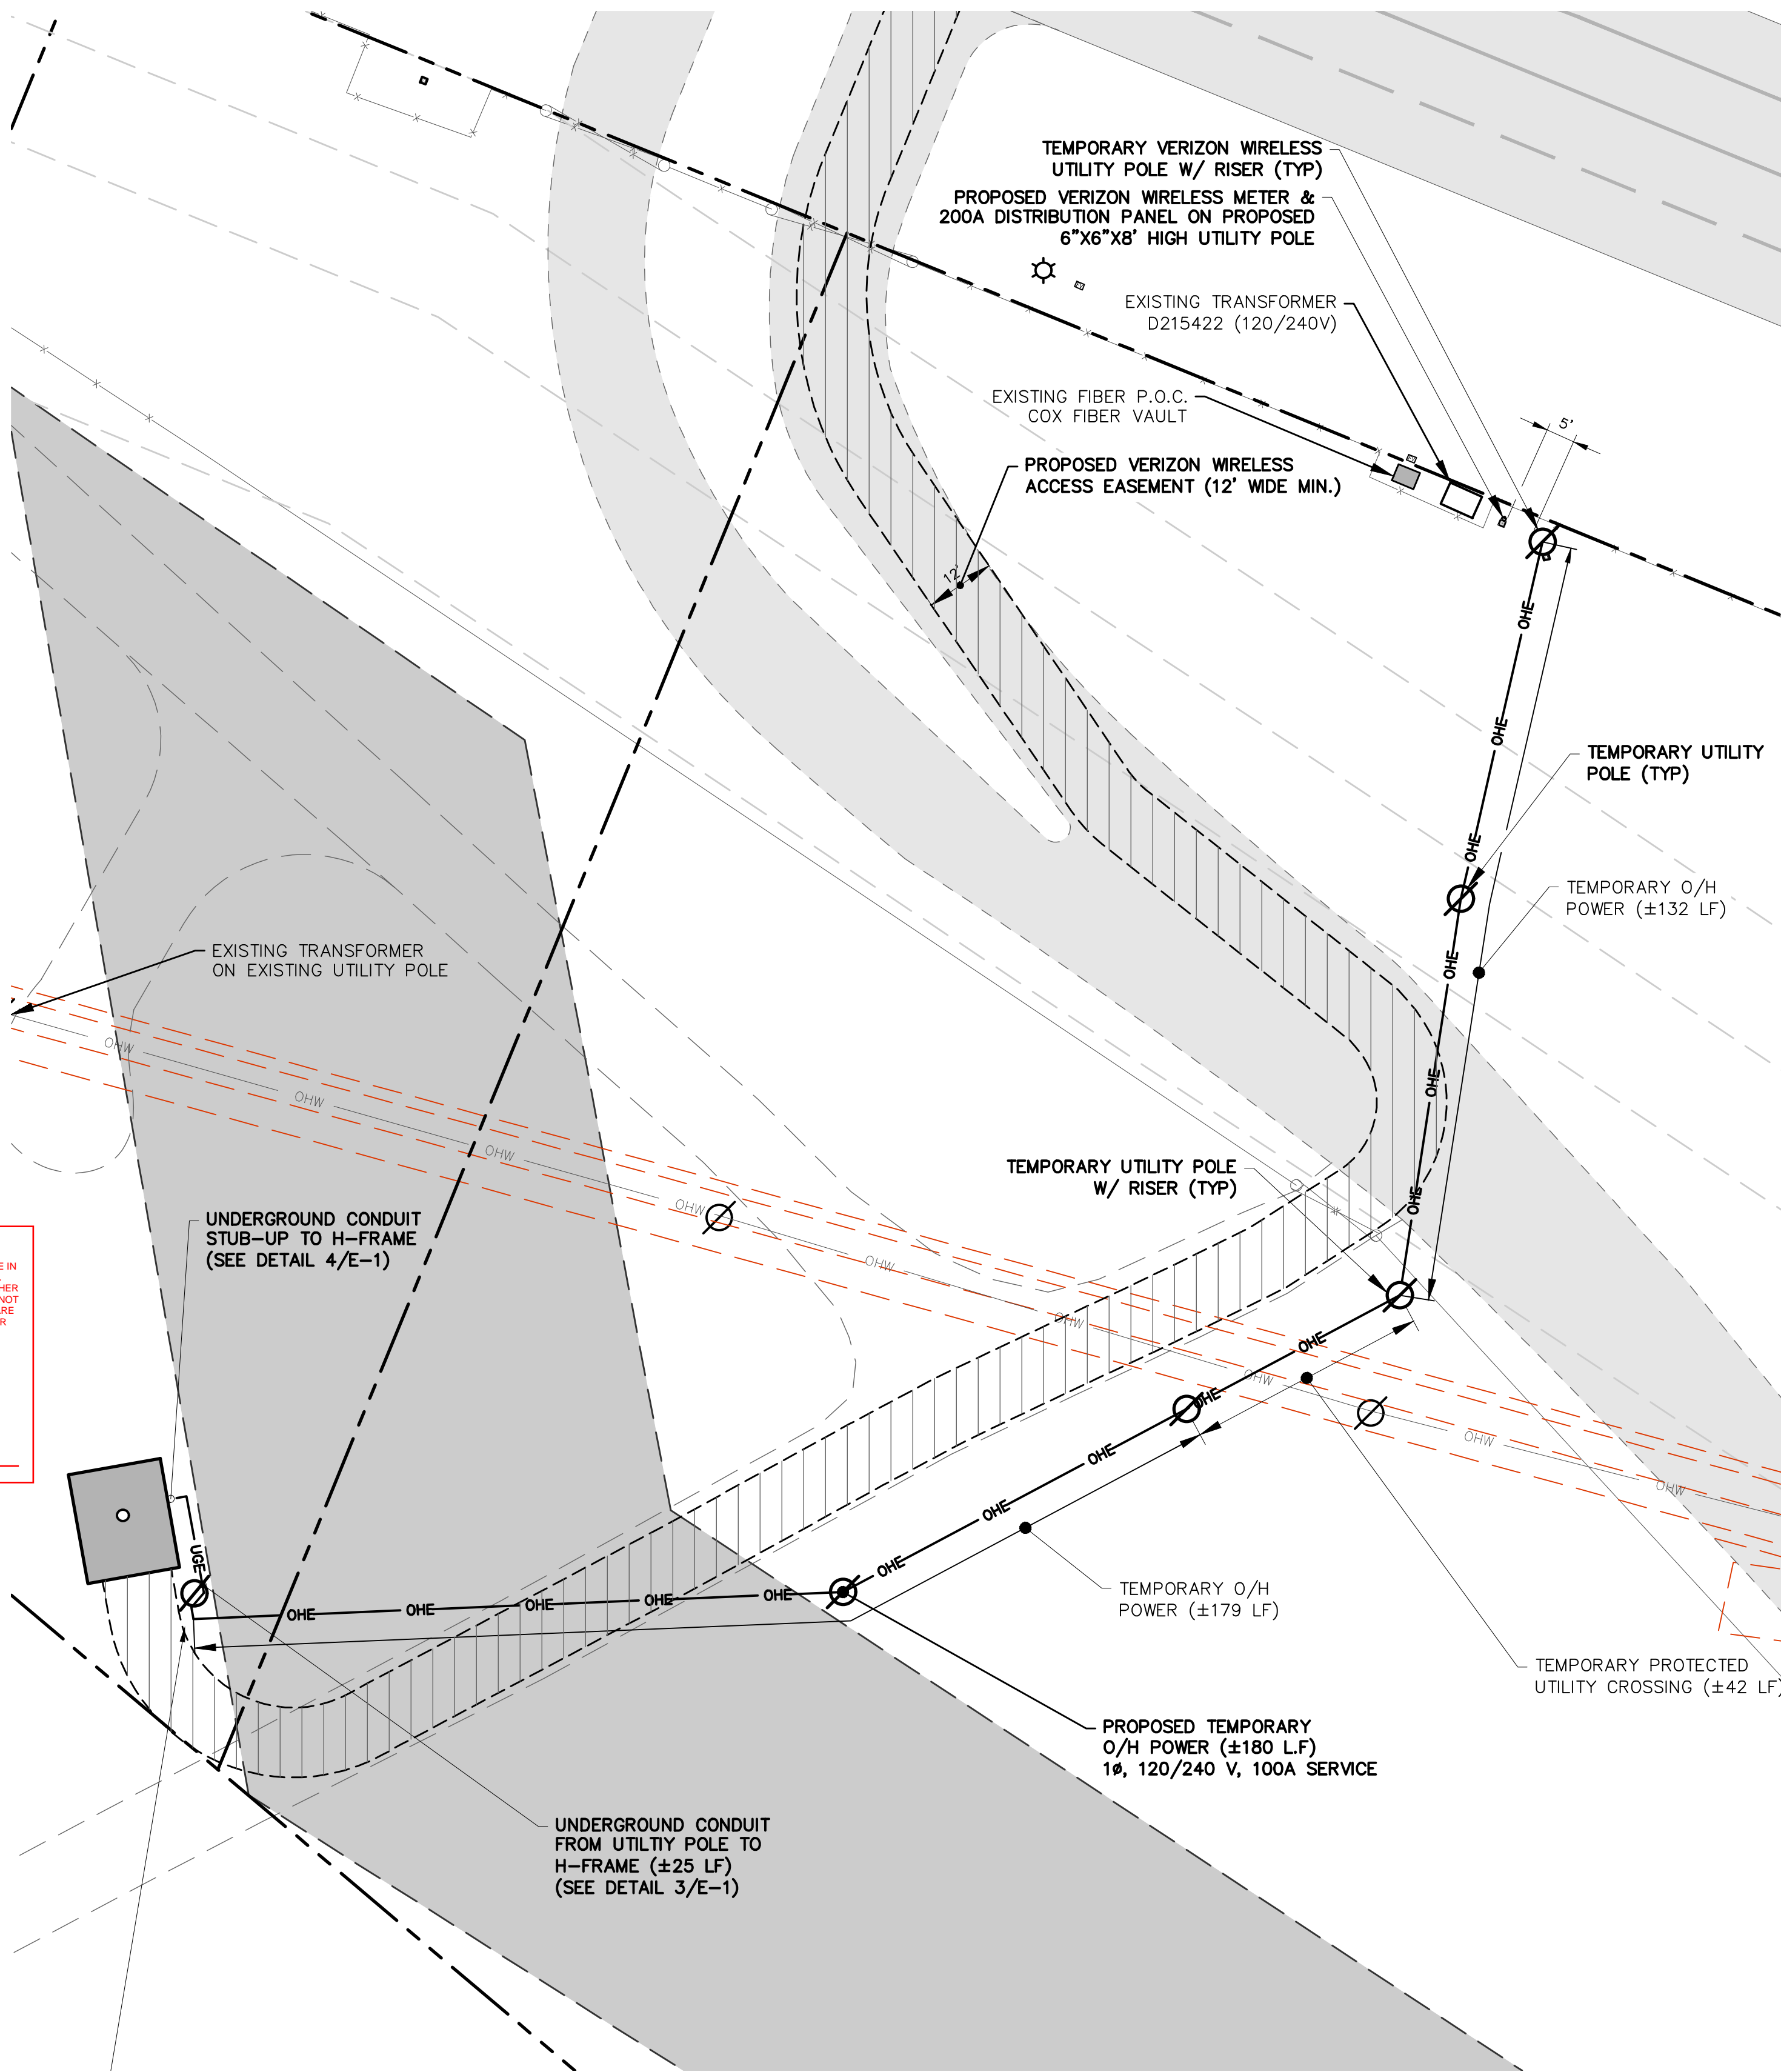 TEMPORARY VERIZON WIRELESS
UTILITY POLE W/ RISER (TYP)
PROPOSED VERIZON WIRELESS METER &
200A DISTRIBUTION PANEL ON PROPOSED
6"X6"X8' HIGH UTILITY POLE
EXISTING TRANSFORMER
D215422 (120/240V)
EXISTING FIBER P.O.C.
COX FIBER VAULT
5'
PROPOSED VERIZON WIRELESS
ACCESS EASEMENT (12' WIDE MIN.)
12'
OHE
OHE
TEMPORARY UTILITY
POLE (TYP)
OHE
TEMPORARY O/H
POWER (±132 LF)
EXISTING TRANSFORMER
ON EXISTING UTILITY POLE
OHE
OHW
OHW
OHE
OHW
TEMPORARY UTILITY POLE
W/ RISER (TYP)
OHE
OHW
UNDERGROUND CONDUIT
STUB-UP TO H-FRAME
(SEE DETAIL 4/E-1)
OHW
E IN
HER
NOT
ARE
R
OHW
OHE
OHW
OHE
OHW
OHE
OHW
OHE
UGE
OHE
OHE
OHE
OHE
OHE
OHE
TEMPORARY O/H
POWER (±179 LF)
TEMPORARY PROTECTED
UTILITY CROSSING (±42 LF)
PROPOSED TEMPORARY
O/H POWER (±180 L.F)
1ø, 120/240 V, 100A SERVICE
UNDERGROUND CONDUIT
FROM UTILTIY POLE TO
H-FRAME (±25 LF)
(SEE DETAIL 3/E-1)